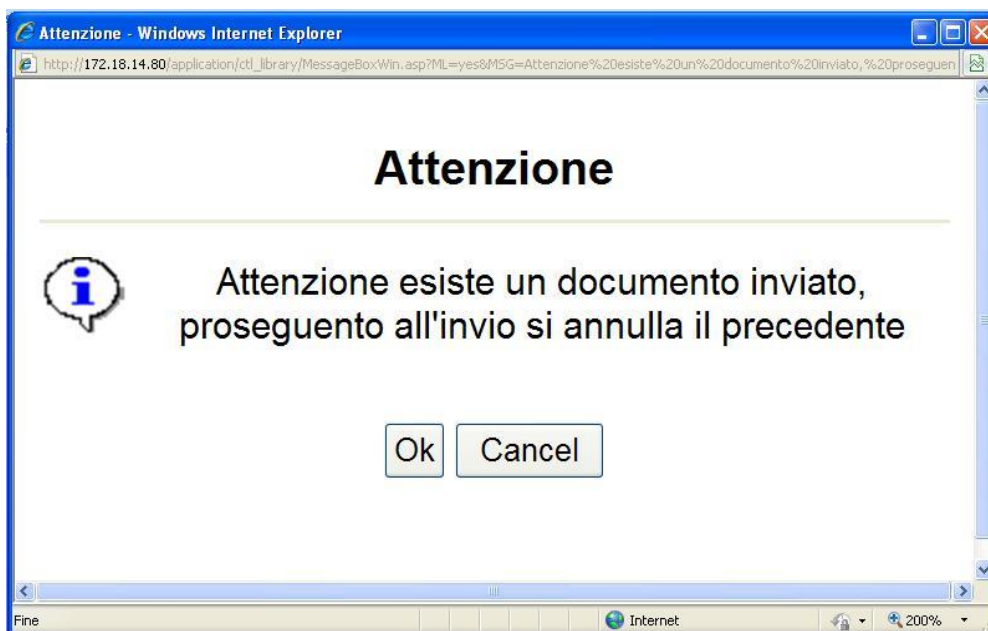 Attenzione - Windows Internet Explorer
http://172.18.14.80/application/ctl_library/MessageBoxWin.asp?ML=yes&MSG=Attenzione%20esiste%20un%20documento%20inviato,%20proseguen
Attenzione
Attenzione esiste un documento inviato,
proseguento all'invio si annulla il precedente
Ok Cancel
Fine Internet 200%